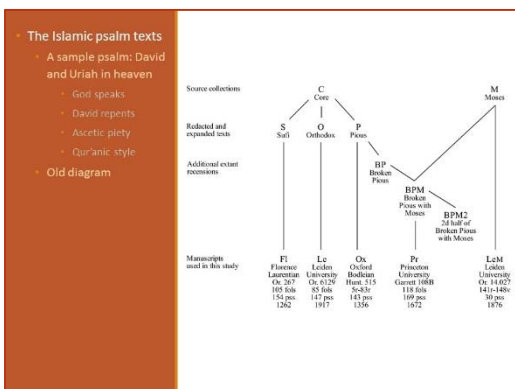 The Islamic psalm texts
A sample psalm: David
and Uriah in heaven
God speaks
David repents
Ascetic piety
Qur'anic style
Old diagram
Source collections
C
Core
M
Moses
Redacted and
expanded texts
S
Sufi
O
Orthodox
P
Pious
Additional extant
recensions
BP
Broken
Pious
BPM
Broken
Pious with
Moses
BPM2
2d half of
Broken Pious
with Moses
Manuscripts
used in this study
Fl
Florence
Laurentian
Or. 267
105 fols
154 pss
1262
Le
Leiden
University
Or. 6129
85 fols
147 pss
1917
Ox
Oxford
Bodleian
Hunt. 515
5r-83r
143 pss
1356
Pr
Princeton
University
Garrett 108B
118 fols
169 pss
1672
LeM
Leiden
University
Or. 14.027
141r-148v
30 pss
1876